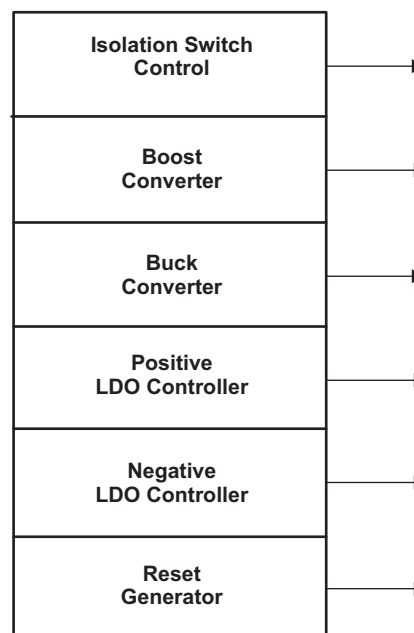 Isolation Switch
Control
Boost
Converter
Buck
Converter
Positive
LDO Controller
Negative
LDO Controller
Reset
Generator